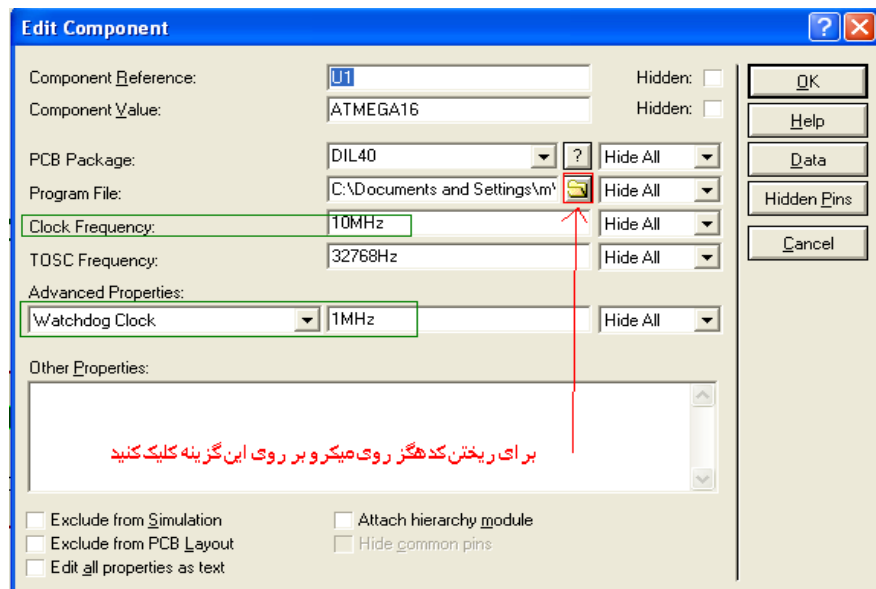 Edit Component
Component Reference: U1 Hidden:
Component Value: ATMEGA16 Hidden:
PCB Package: DIL40 ? Hide All
Program File: C:\Documents and Settings\m\ Hide All
Clock Frequency: 10MHz Hide All
TOSC Frequency: 32768Hz Hide All
Advanced Properties:
Watchdog Clock 1MHz Hide All
Other Properties:
برای ریختن کدهگز روی میکرو بر روی این گزینه کلیک کنید
Exclude from Simulation Attach hierarchy module
Exclude from PCB Layout Hide common pins
Edit all properties as text
OK
Help
Data
Hidden Pins
Cancel